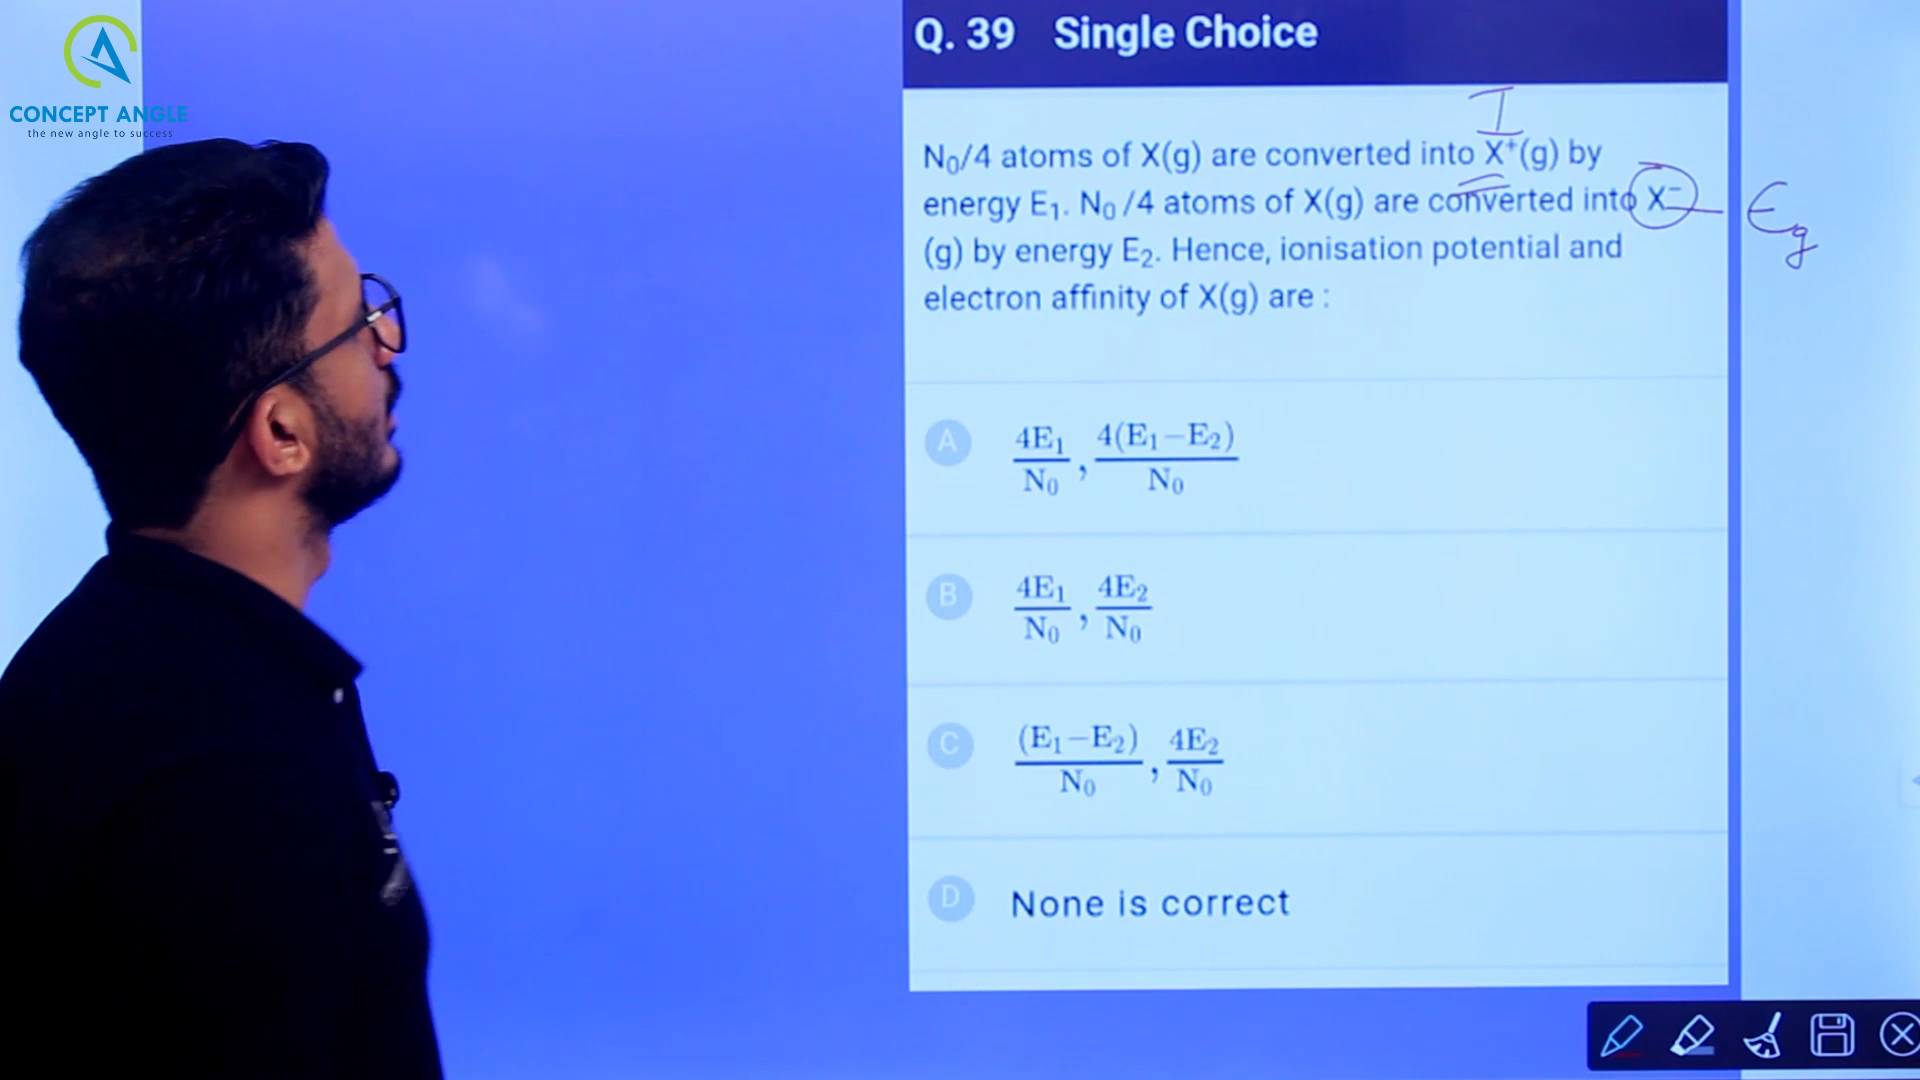 CONCEPT ANGLE
the new angle to success
Q. 39 Single Choice
I
N₀/4 atoms of X(g) are converted into X⁺(g) by
energy E₁. N₀ /4 atoms of X(g) are converted into X⁻
E_g
(g) by energy E₂. Hence, ionisation potential and
electron affinity of X(g) are :
A 4E₁/N₀ , 4(E₁−E₂)/N₀
B 4E₁/N₀ , 4E₂/N₀
C (E₁−E₂)/N₀ , 4E₂/N₀
D None is correct